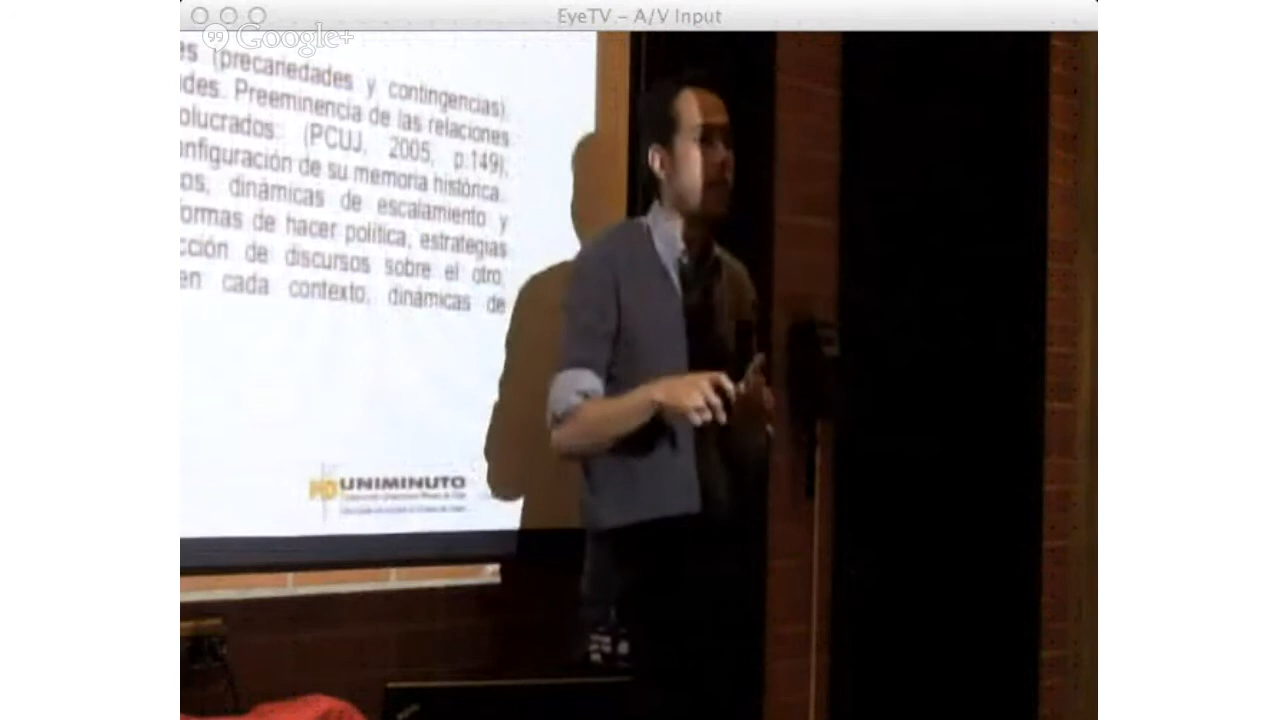 EyeTV – A/V Input
Google+
es (precariedades y contingencias).
des. Preeminencia de las relaciones
olucrados. (PCUJ, 2005, p.149),
nfiguración de su memoria histórica.
os, dinámicas de escalamiento y
ormas de hacer política, estrategias
cción de discursos sobre el otro,
en cada contexto, dinámicas de
UNIMINUTO